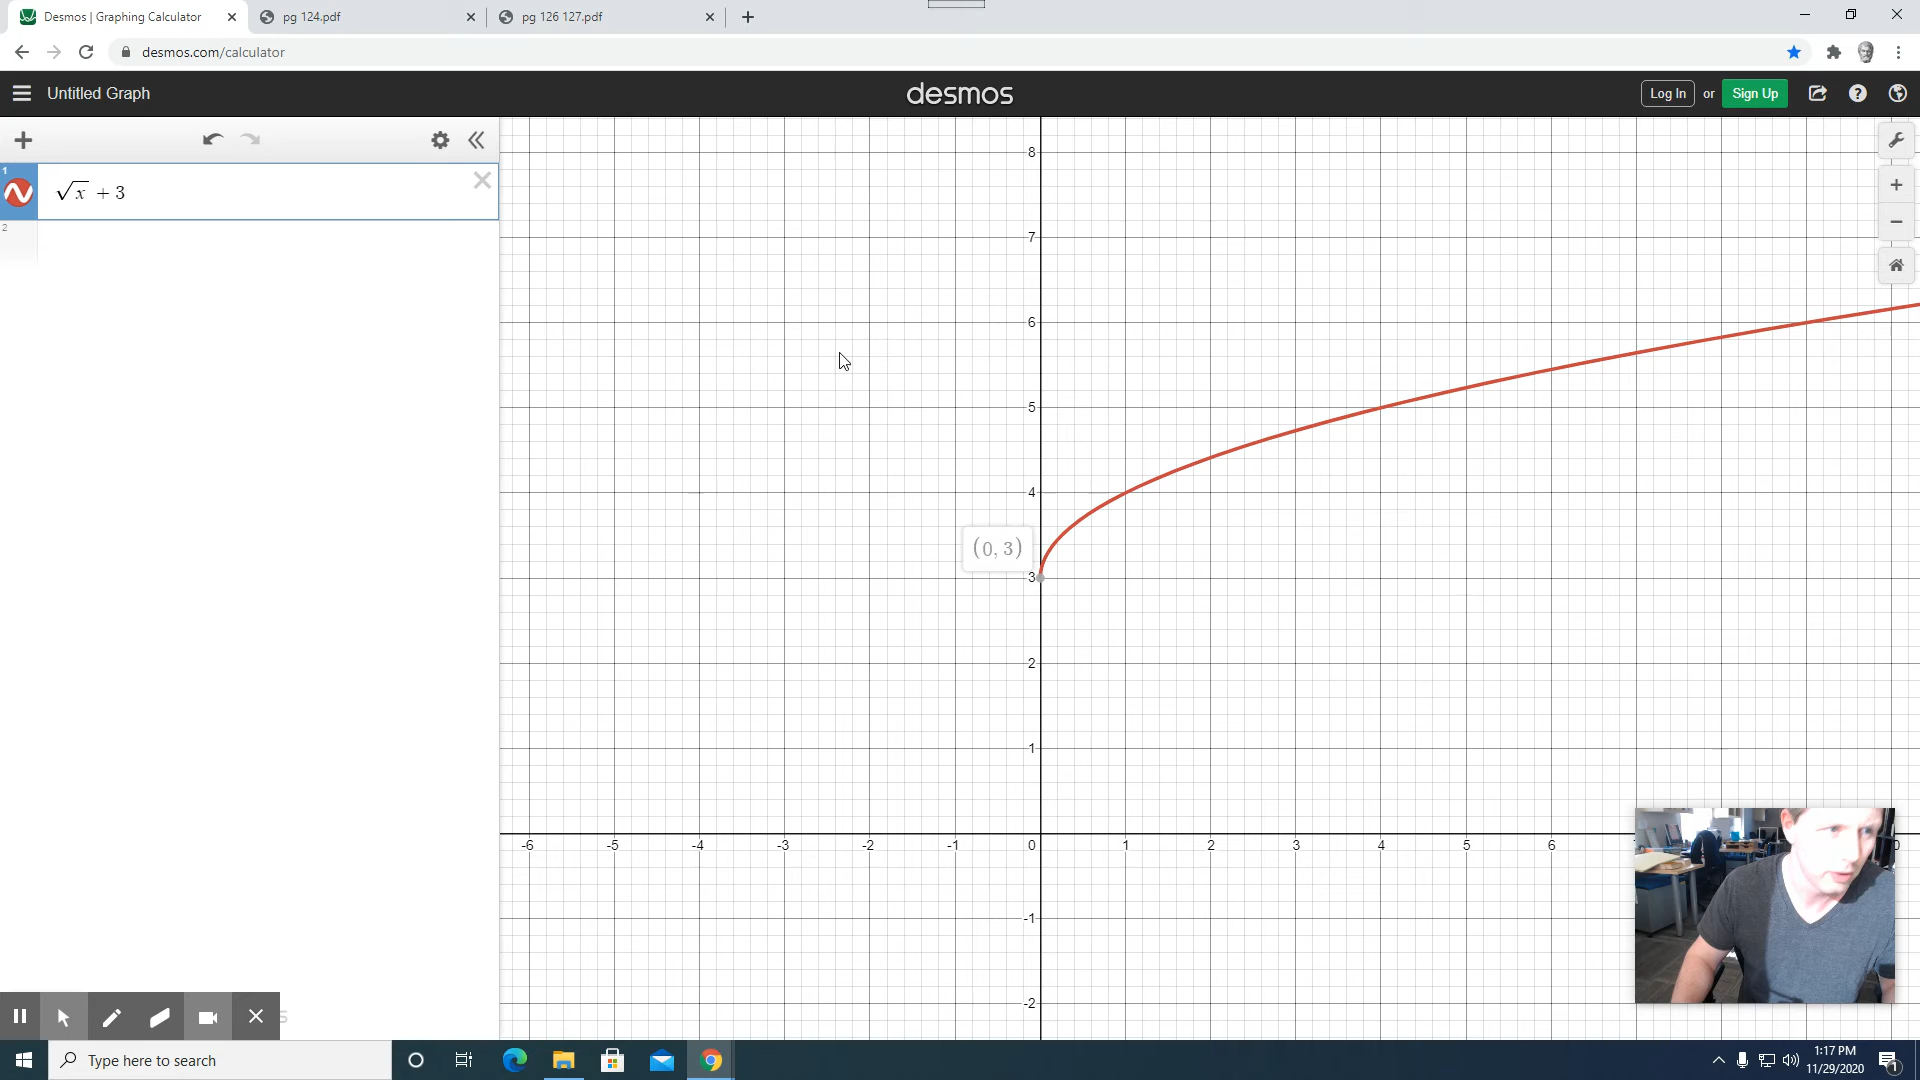 Desmos | Graphing Calculator
pg 124.pdf
pg 126 127.pdf
desmos.com/calculator
Untitled Graph
desmos
Log In or Sign Up
1
√x + 3
2
8
7
6
5
4
(0, 3)
3
2
1
-6 -5 -4 -3 -2 -1 0 1 2 3 4 5 6
-1
-2
Type here to search
1:17 PM
11/29/2020
1